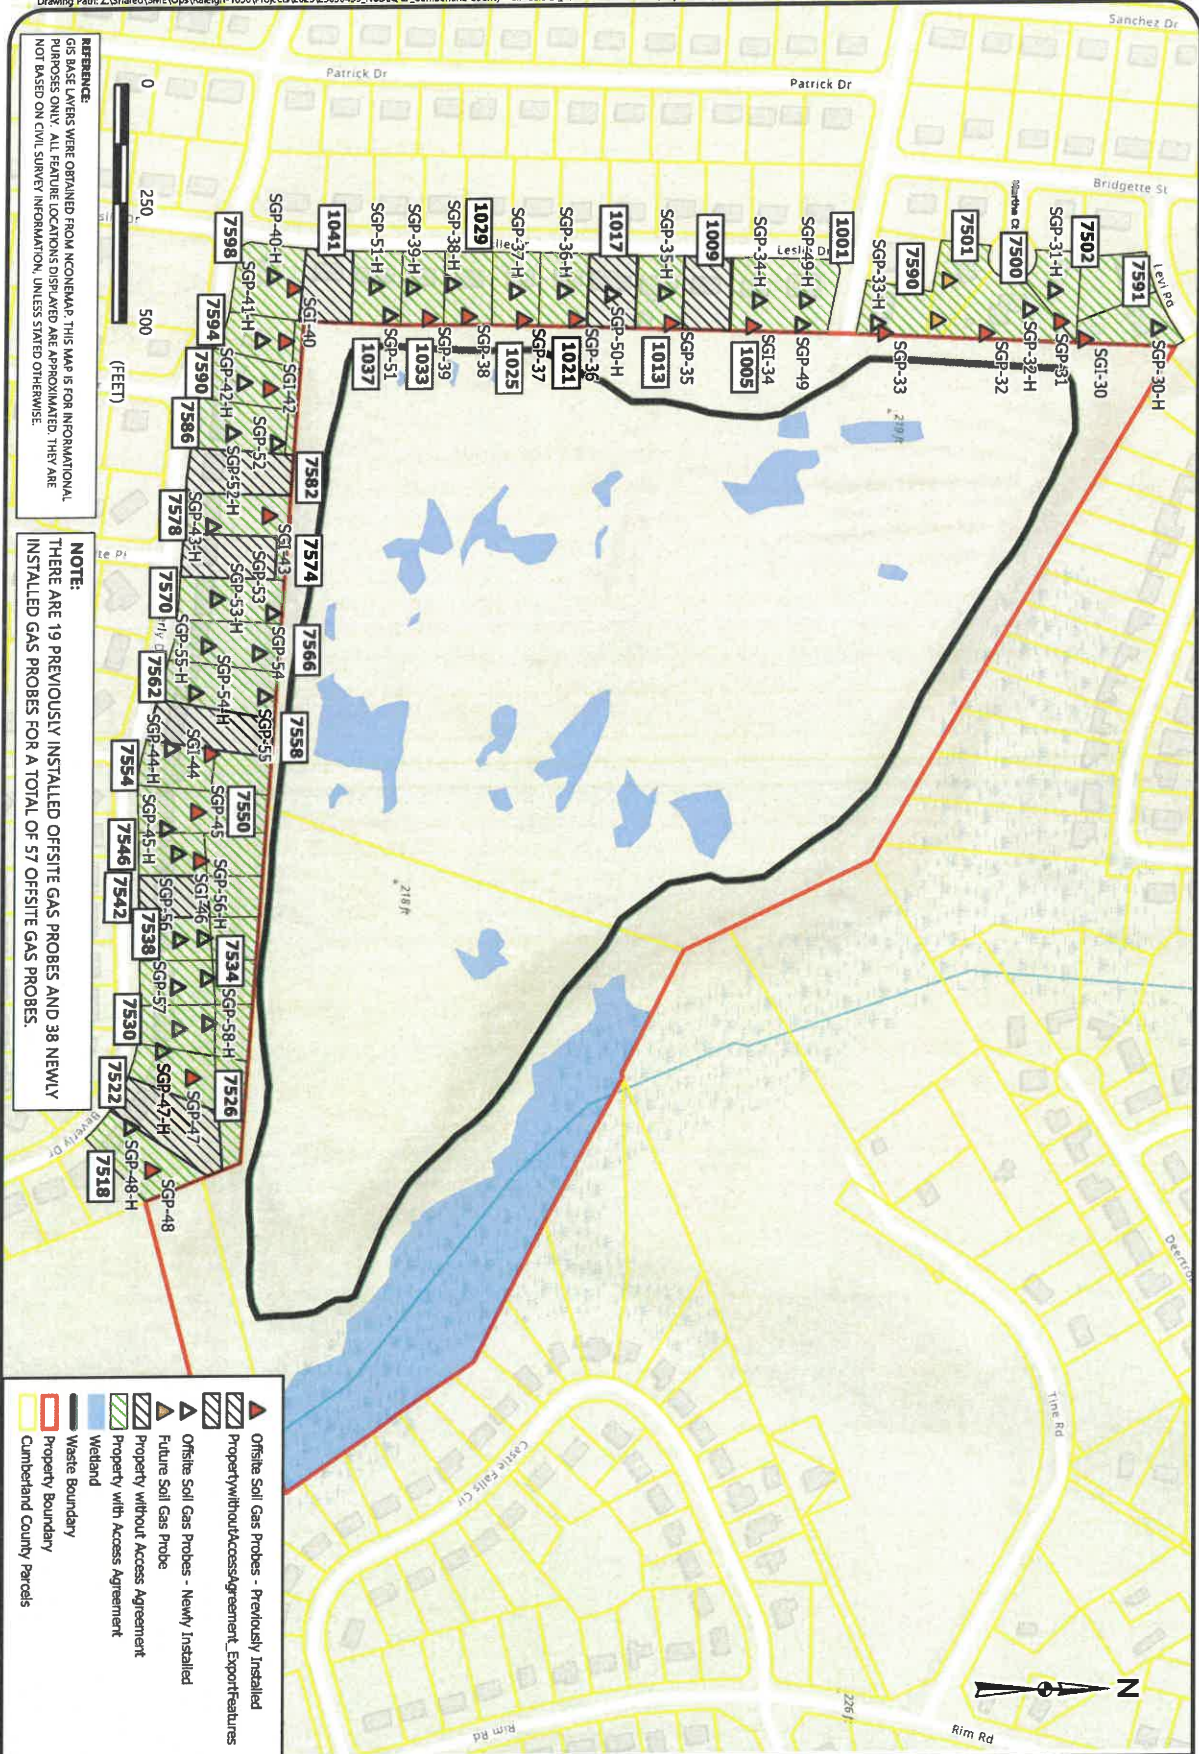 Sanchez Dr
Patrick Dr
Patrick Dr
Bridgette St
Levi Rd
Leslie Dr
7591
7502
7500
7501
7590
1001
1005
1009
1013
1017
1021
1025
1029
1033
1037
1041
SGP-30-H
SGI-30
SGP-31-H
SGP-31
SGP-32-H
SGP-32
SGP-33-H
SGP-33
SGP-49-H
SGP-49
SGP-34-H
SGI-34
SGP-35-H
SGP-35
SGP-50-H
SGP-36-H
SGP-36
SGP-37-H
SGP-37
SGP-38-H
SGP-38
SGP-39-H
SGP-39
SGP-51-H
SGP-51
SGP-40-H
SGI-40
SGP-41-H
SGI-42
SGP-42-H
SGP-52
SGP-52-H
SGI-43
SGP-43-H
SGP-53
SGP-53-H
SGP-54
SGP-55-H
SGP-54-H
SGP-55
SGP-44-H
SGI-44
SGP-45
SGP-45-H
SGP-56-H
SGI-46
SGP-56
SGP-57
SGP-58-H
SGP-47-H
SGP-47
SGP-48-H
SGP-48
7598
7594
7590
7586
7582
7578
7574
7570
7566
7562
7558
7554
7550
7546
7542
7538
7534
7530
7526
7522
7518
Beverly Dr
219 ft
218 ft
226 ft
Tine Rd
Castle Falls Cir
Rim Rd
Rim Rd
N
0 250 500
(FEET)
REFERENCE:
GIS BASE LAYERS WERE OBTAINED FROM NCONEMAP. THIS MAP IS FOR INFORMATIONAL
PURPOSES ONLY. ALL FEATURE LOCATIONS DISPLAYED ARE APPROXIMATED. THEY ARE
NOT BASED ON CIVIL SURVEY INFORMATION, UNLESS STATED OTHERWISE.
NOTE:
THERE ARE 19 PREVIOUSLY INSTALLED OFFSITE GAS PROBES AND 38 NEWLY
INSTALLED GAS PROBES FOR A TOTAL OF 57 OFFSITE GAS PROBES.
Offsite Soil Gas Probes - Previously Installed
PropertywithoutAccessAgreement_ExportFeatures
Offsite Soil Gas Probes - Newly Installed
Future Soil Gas Probe
Property without Access Agreement
Property with Access Agreement
Wetland
Waste Boundary
Property Boundary
Cumberland County Parcels